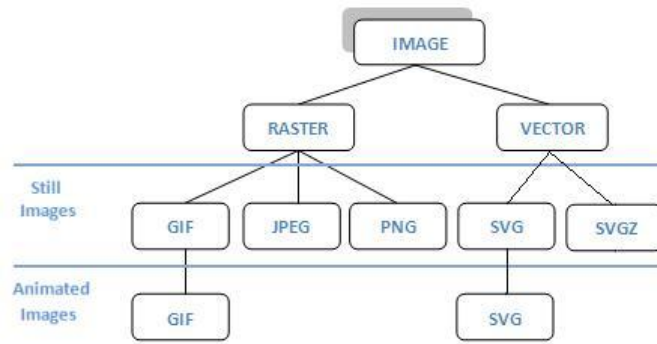 IMAGE
RASTER
VECTOR
Still
Images
GIF
JPEG
PNG
SVG
SVGZ
Animated
Images
GIF
SVG